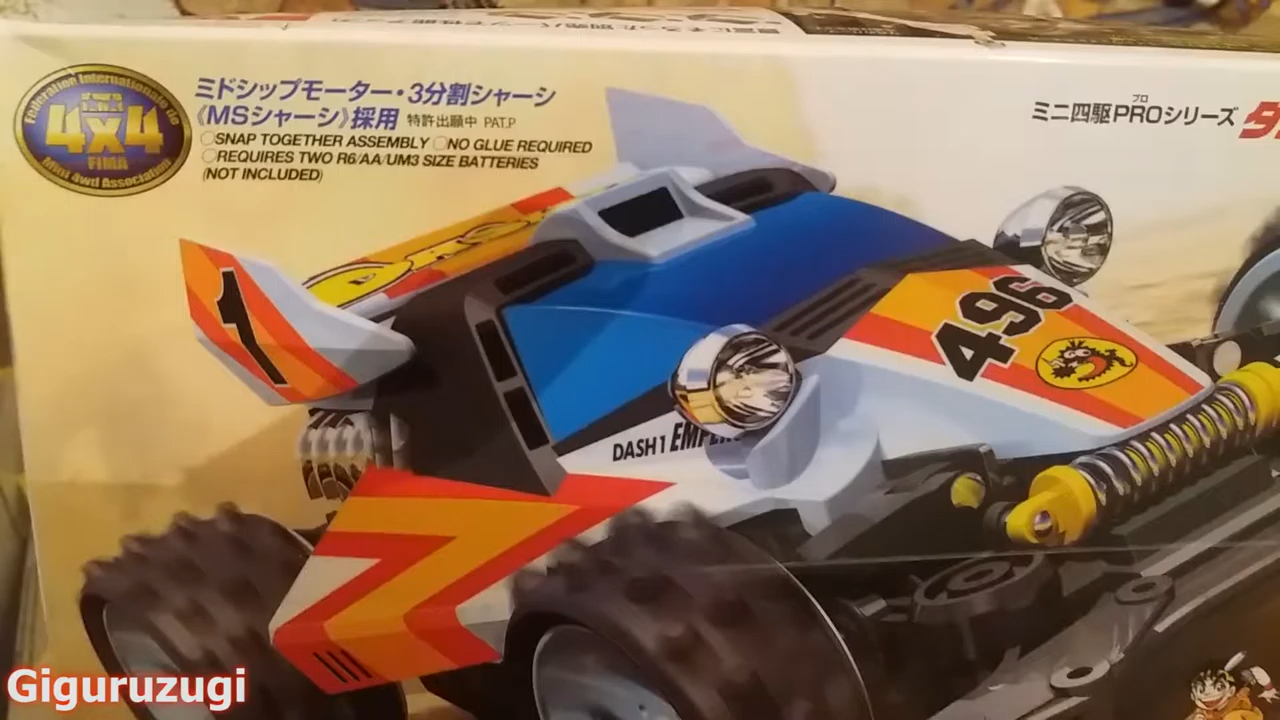 Federation Internationale de
4x4
FIMA
Mini 4wd Association
ミドシップモーター・3分割シャーシ
《MSシャーシ》採用 特許出願中 PAT.P
○SNAP TOGETHER ASSEMBLY ○NO GLUE REQUIRED
○REQUIRES TWO R6/AA/UM3 SIZE BATTERIES
(NOT INCLUDED)
プロ
ミニ四駆PROシリーズ
1
496
DASH1
Giguruzugi